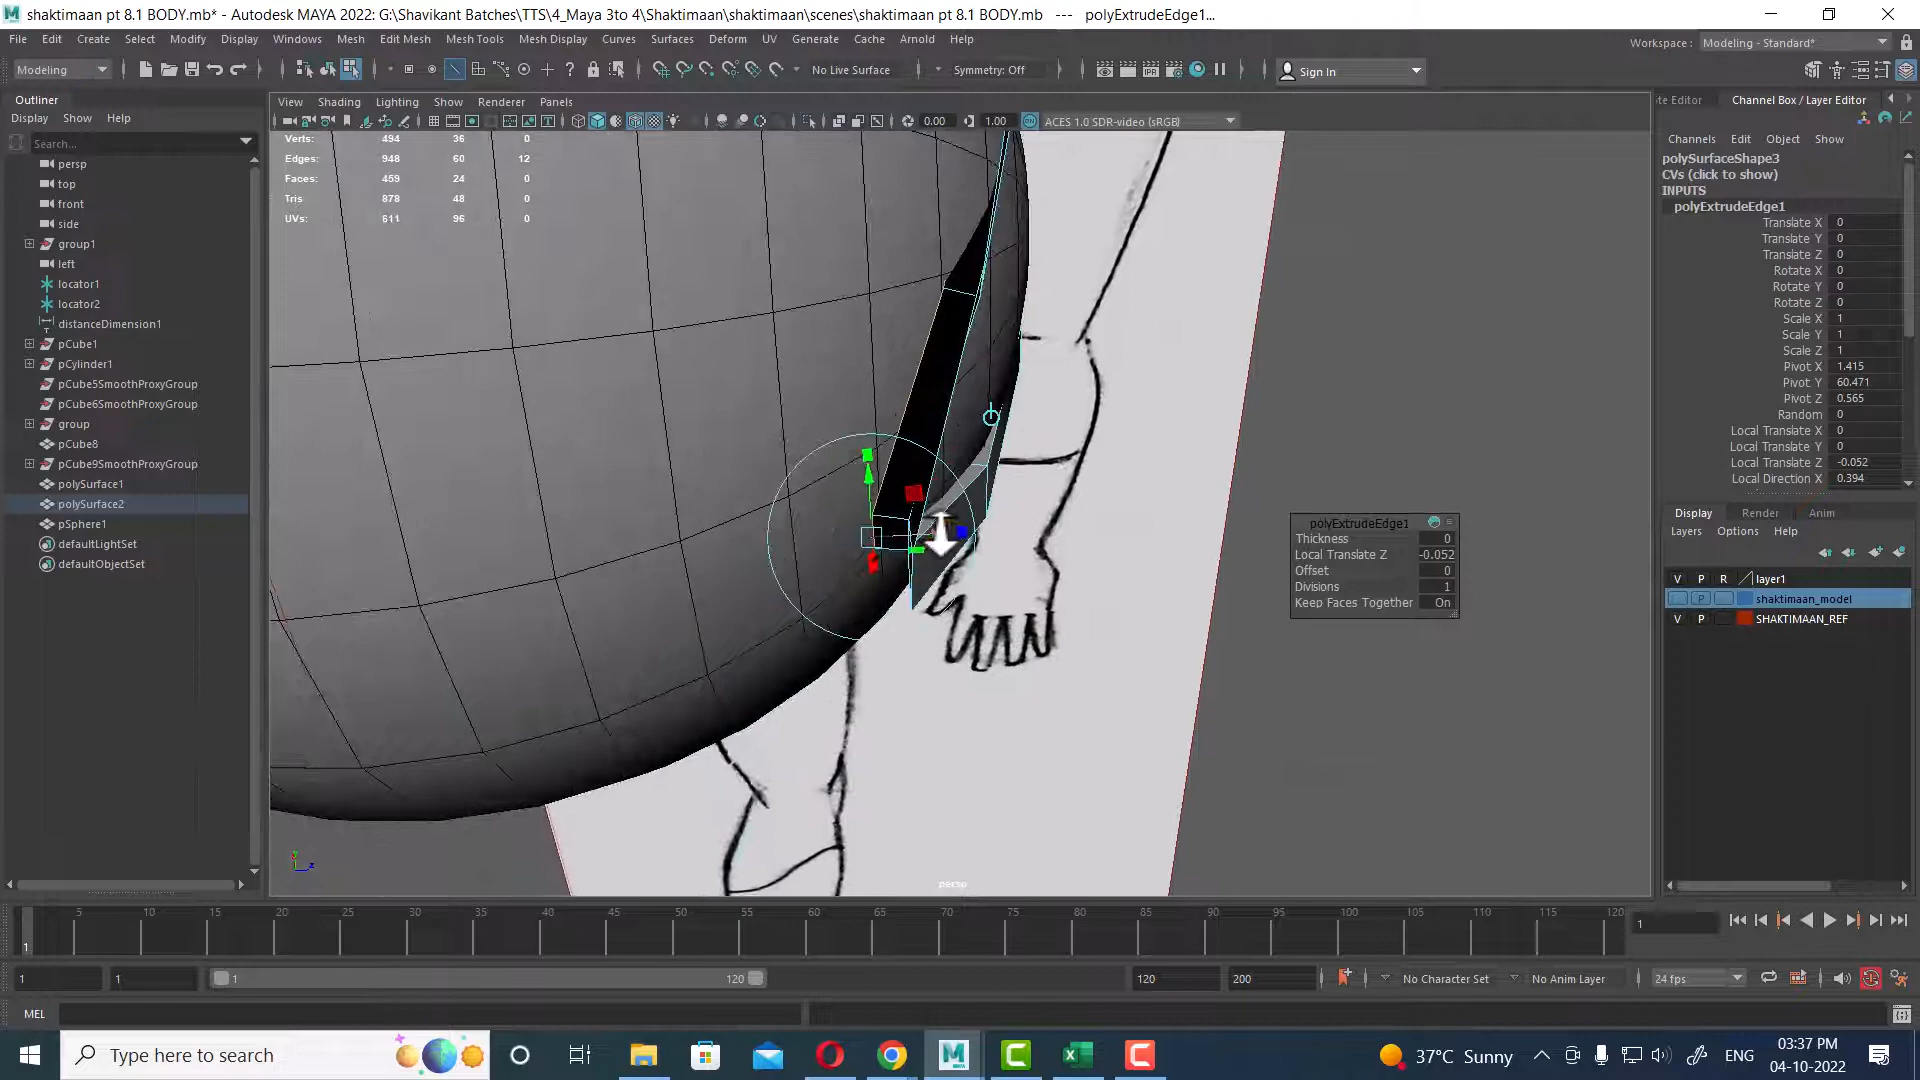 shaktimaan pt 8.1 BODY.mb* - Autodesk MAYA 2022: G:\Shavikant Batches\TTS\4_Maya 3to 4\Shaktimaan\shaktimaan\scenes\shaktimaan pt 8.1 BODY.mb --- polyExtrudeEdge1...
File Edit Create Select Modify Display Windows Mesh Edit Mesh Mesh Tools Mesh Display Curves Surfaces Deform UV Generate Cache Arnold Help
Workspace : Modeling - Standard*
Modeling No Live Surface Symmetry: Off Sign In
Outliner
Display Show Help
Search...
persp
top
front
side
group1
left
locator1
locator2
distanceDimension1
pCube1
pCylinder1
pCube5SmoothProxyGroup
pCube6SmoothProxyGroup
group
pCube8
pCube9SmoothProxyGroup
polySurface1
polySurface2
pSphere1
defaultLightSet
defaultObjectSet
View Shading Lighting Show Renderer Panels
0.00 1.00 ACES 1.0 SDR-video (sRGB)
Verts: 494 36 0
Edges: 948 60 12
Faces: 459 24 0
Tris 878 48 0
UVs: 611 96 0
persp
polyExtrudeEdge1
Thickness 0
Local Translate Z -0.052
Offset 0
Divisions 1
Keep Faces Together On
te Editor Channel Box / Layer Editor
Channels Edit Object Show
polySurfaceShape3
CVs (click to show)
INPUTS
polyExtrudeEdge1
Translate X 0
Translate Y 0
Translate Z 0
Rotate X 0
Rotate Y 0
Rotate Z 0
Scale X 1
Scale Y 1
Scale Z 1
Pivot X 1.415
Pivot Y 60.471
Pivot Z 0.565
Random 0
Local Translate X 0
Local Translate Y 0
Local Translate Z -0.052
Local Direction X 0.394
Display Render Anim
Layers Options Help
V P R layer1
P shaktimaan_model
V P SHAKTIMAAN_REF
5 10 15 20 25 30 35 40 45 50 55 60 65 70 75 80 85 90 95 100 105 110 115 120
1 1
1 1 1 120 120 200 No Character Set No Anim Layer 24 fps
MEL
Type here to search 37°C Sunny ENG 03:37 PM
04-10-2022